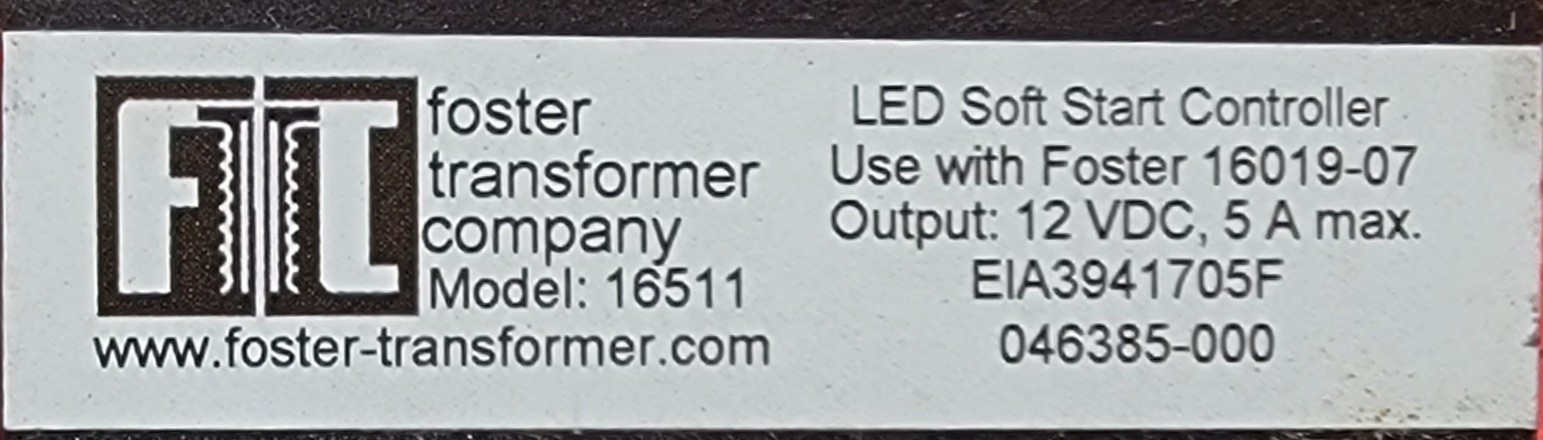 FTC
foster
transformer
company
Model: 16511
www.foster-transformer.com
LED Soft Start Controller
Use with Foster 16019-07
Output: 12 VDC, 5 A max.
EIA3941705F
046385-000